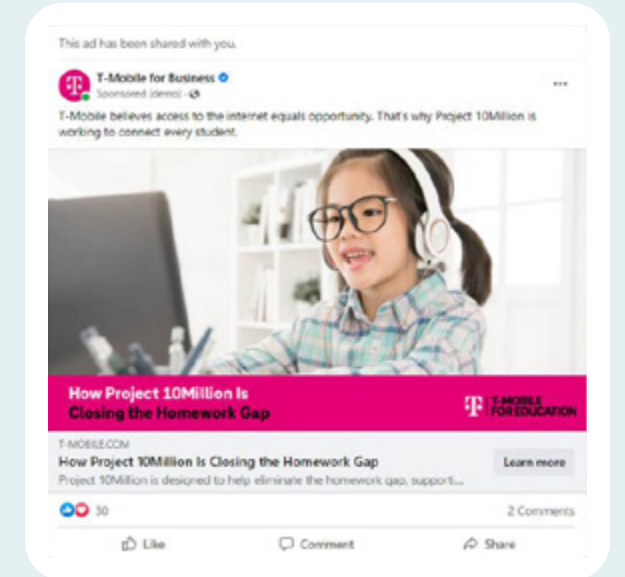 This ad has been shared with you.
T-Mobile for Business
Sponsored (demo) ·
T-Mobile believes access to the internet equals opportunity. That's why Project 10Million is
working to connect every student.
How Project 10Million Is
Closing the Homework Gap
T-MOBILE
FOR EDUCATION
T-MOBILE.COM
How Project 10Million Is Closing the Homework Gap
Project 10Million is designed to help eliminate the homework gap, supporti...
Learn more
30
2 Comments
Like
Comment
Share